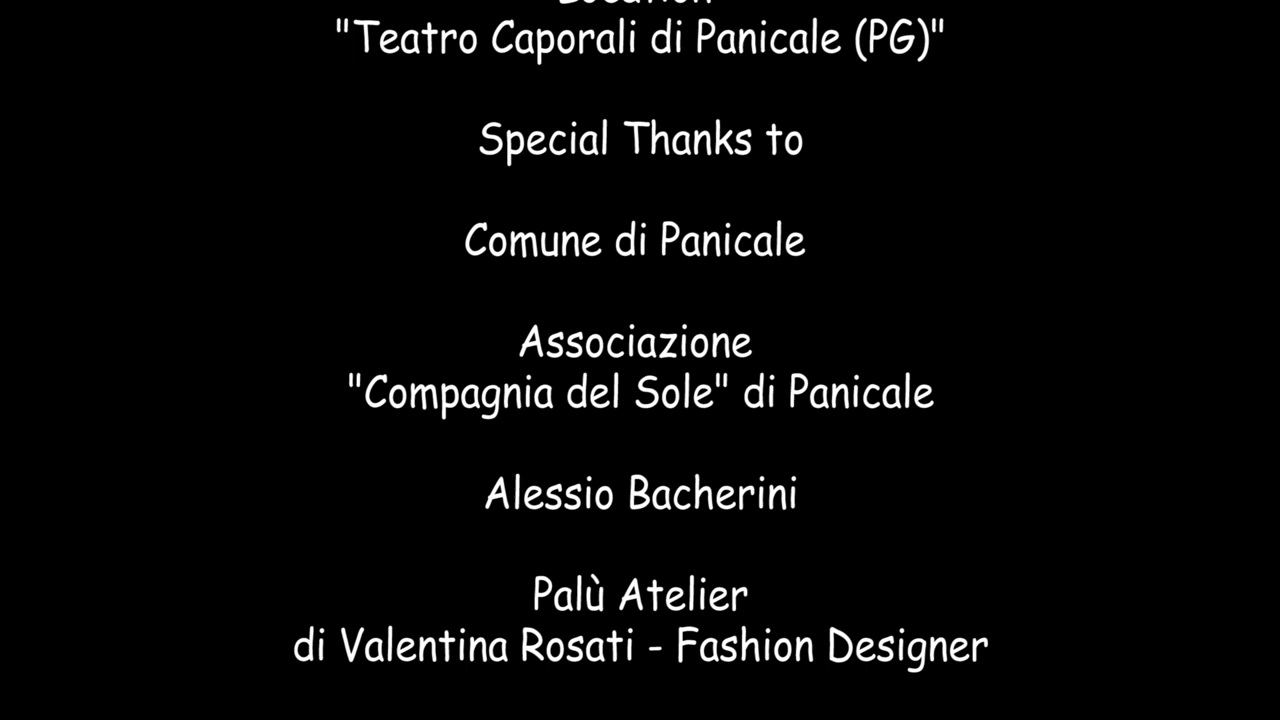 Location
"Teatro Caporali di Panicale (PG)"
Special Thanks to
Comune di Panicale
Associazione
"Compagnia del Sole" di Panicale
Alessio Bacherini
Palù Atelier
di Valentina Rosati - Fashion Designer